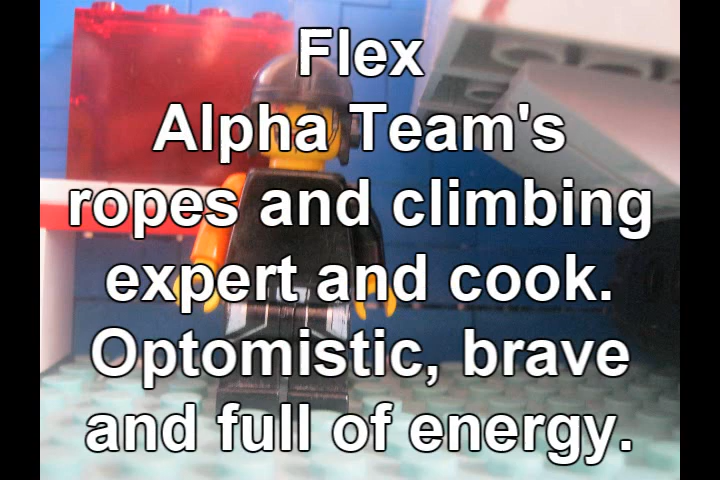 Flex
Alpha Team's
ropes and climbing
expert and cook.
Optomistic, brave
and full of energy.